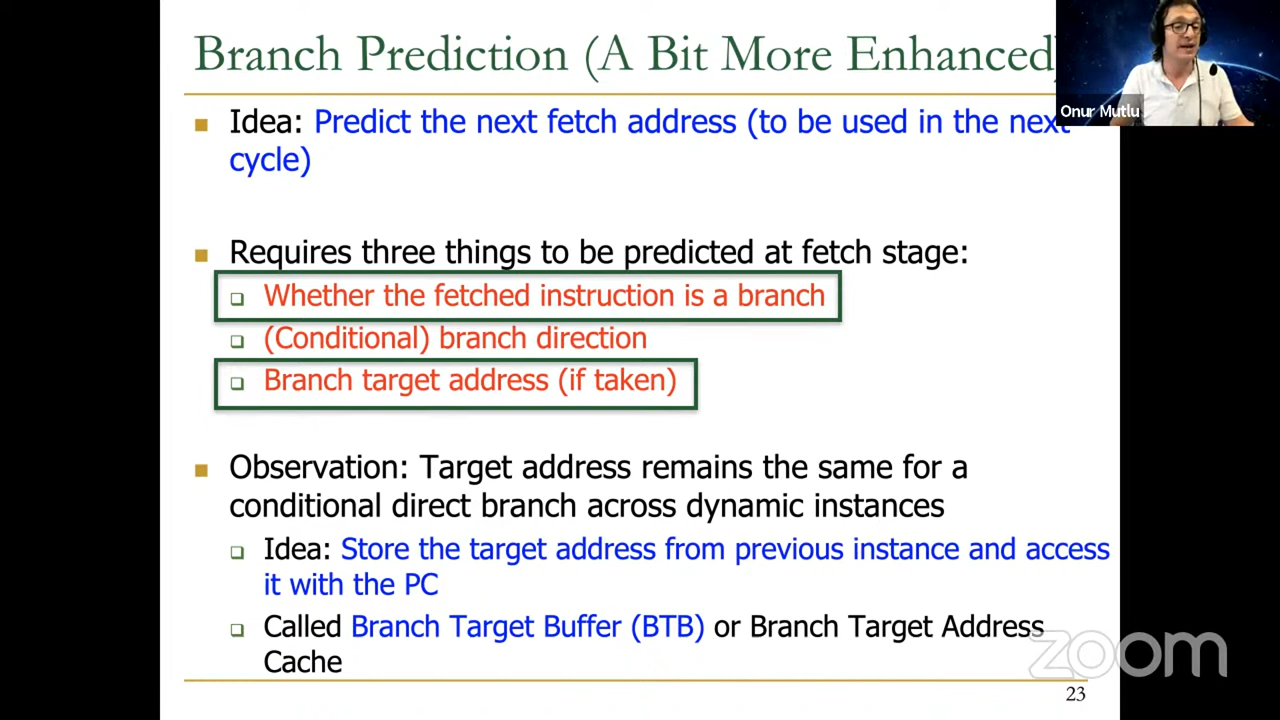 Branch Prediction (A Bit More Enhanced)
Onur Mutlu
Idea: Predict the next fetch address (to be used in the next
cycle)
Requires three things to be predicted at fetch stage:
Whether the fetched instruction is a branch
(Conditional) branch direction
Branch target address (if taken)
Observation: Target address remains the same for a
conditional direct branch across dynamic instances
Idea: Store the target address from previous instance and access
it with the PC
Called Branch Target Buffer (BTB) or Branch Target Address
Cache
zoom
23